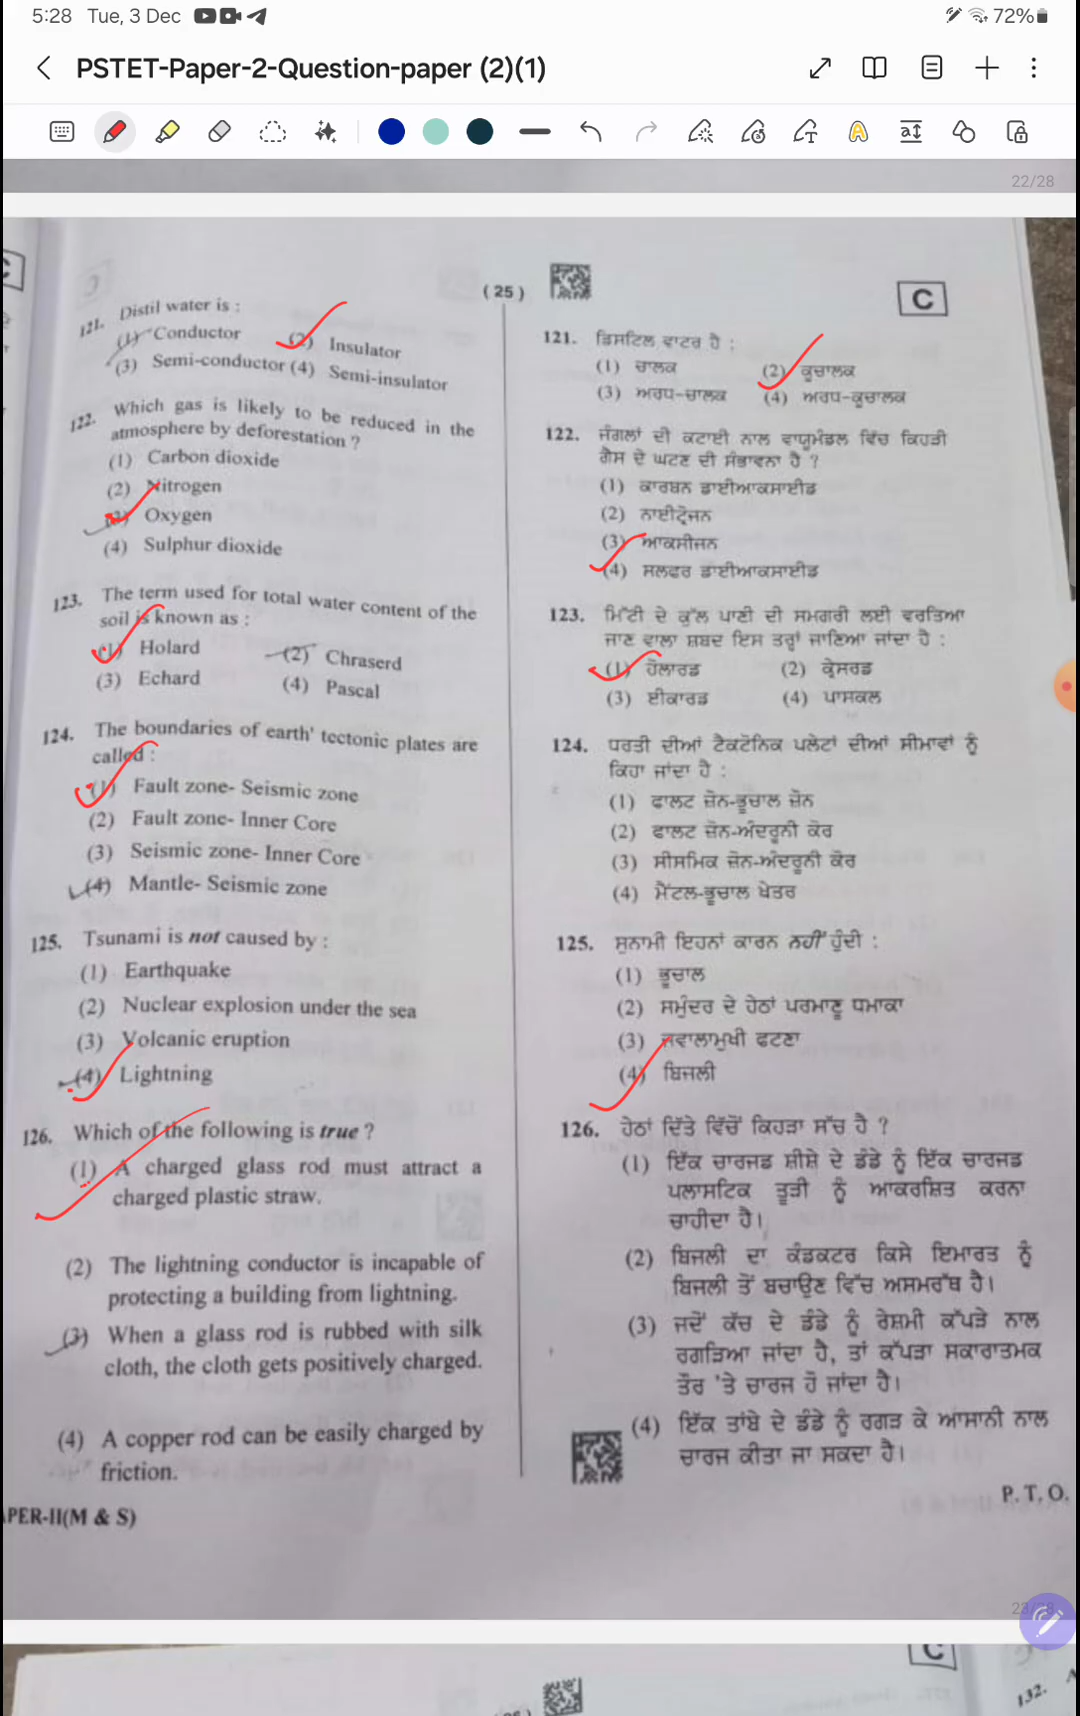 5:28 Tue, 3 Dec
72%
PSTET-Paper-2-Question-paper (2)(1)
22/28
(25)
C
121. Distil water is :
(1) Conductor (2) Insulator
(3) Semi-conductor (4) Semi-insulator
122. Which gas is likely to be reduced in the
atmosphere by deforestation ?
(1) Carbon dioxide
(2) Nitrogen
(3) Oxygen
(4) Sulphur dioxide
123. The term used for total water content of the
soil is known as :
(1) Holard (2) Chraserd
(3) Echard (4) Pascal
124. The boundaries of earth' tectonic plates are
called :
(1) Fault zone- Seismic zone
(2) Fault zone- Inner Core
(3) Seismic zone- Inner Core
(4) Mantle- Seismic zone
125. Tsunami is not caused by :
(1) Earthquake
(2) Nuclear explosion under the sea
(3) Volcanic eruption
(4) Lightning
126. Which of the following is true ?
(1) A charged glass rod must attract a
charged plastic straw.
(2) The lightning conductor is incapable of
protecting a building from lightning.
(3) When a glass rod is rubbed with silk
cloth, the cloth gets positively charged.
(4) A copper rod can be easily charged by
friction.
PER-II(M & S)
121. ਡਿਸਟਿਲ ਵਾਟਰ ਹੈ :
(1) ਚਾਲਕ (2) ਕੂਚਾਲਕ
(3) ਅਰਧ-ਚਾਲਕ (4) ਅਰਧ-ਕੂਚਾਲਕ
122. ਜੰਗਲਾਂ ਦੀ ਕਟਾਈ ਨਾਲ ਵਾਯੂਮੰਡਲ ਵਿੱਚ ਕਿਹੜੀ
ਗੈਸ ਦੇ ਘਟਣ ਦੀ ਸੰਭਾਵਨਾ ਹੈ ?
(1) ਕਾਰਬਨ ਡਾਈਆਕਸਾਈਡ
(2) ਨਾਈਟ੍ਰੋਜਨ
(3) ਆਕਸੀਜਨ
(4) ਸਲਫਰ ਡਾਈਆਕਸਾਈਡ
123. ਮਿੱਟੀ ਦੇ ਕੁੱਲ ਪਾਣੀ ਦੀ ਸਮਗਰੀ ਲਈ ਵਰਤਿਆ
ਜਾਣ ਵਾਲਾ ਸ਼ਬਦ ਇਸ ਤਰ੍ਹਾਂ ਜਾਣਿਆ ਜਾਂਦਾ ਹੈ :
(1) ਹੋਲਾਰਡ (2) ਕ੍ਰੇਸਰਡ
(3) ਈਕਾਰਡ (4) ਪਾਸਕਲ
124. ਧਰਤੀ ਦੀਆਂ ਟੈਕਟੋਨਿਕ ਪਲੇਟਾਂ ਦੀਆਂ ਸੀਮਾਵਾਂ ਨੂੰ
ਕਿਹਾ ਜਾਂਦਾ ਹੈ :
(1) ਫਾਲਟ ਜ਼ੋਨ-ਭੂਚਾਲ ਜ਼ੋਨ
(2) ਫਾਲਟ ਜ਼ੋਨ-ਅੰਦਰੂਨੀ ਕੋਰ
(3) ਸੀਸਮਿਕ ਜ਼ੋਨ-ਅੰਦਰੂਨੀ ਕੋਰ
(4) ਮੈਂਟਲ-ਭੂਚਾਲ ਖੇਤਰ
125. ਸੁਨਾਮੀ ਇਹਨਾਂ ਕਾਰਨ ਨਹੀਂ ਹੁੰਦੀ :
(1) ਭੂਚਾਲ
(2) ਸਮੁੰਦਰ ਦੇ ਹੇਠਾਂ ਪਰਮਾਣੂ ਧਮਾਕਾ
(3) ਜਵਾਲਾਮੁਖੀ ਫਟਣਾ
(4) ਬਿਜਲੀ
126. ਹੇਠਾਂ ਦਿੱਤੇ ਵਿੱਚੋਂ ਕਿਹੜਾ ਸੱਚ ਹੈ ?
(1) ਇੱਕ ਚਾਰਜਡ ਸ਼ੀਸ਼ੇ ਦੇ ਡੰਡੇ ਨੂੰ ਇੱਕ ਚਾਰਜਡ
ਪਲਾਸਟਿਕ ਤੂੜੀ ਨੂੰ ਆਕਰਸ਼ਿਤ ਕਰਨਾ
ਚਾਹੀਦਾ ਹੈ।
(2) ਬਿਜਲੀ ਦਾ ਕੰਡਕਟਰ ਕਿਸੇ ਇਮਾਰਤ ਨੂੰ
ਬਿਜਲੀ ਤੋਂ ਬਚਾਉਣ ਵਿੱਚ ਅਸਮਰੱਥ ਹੈ।
(3) ਜਦੋਂ ਕੱਚ ਦੇ ਡੰਡੇ ਨੂੰ ਰੇਸ਼ਮੀ ਕੱਪੜੇ ਨਾਲ
ਰਗੜਿਆ ਜਾਂਦਾ ਹੈ, ਤਾਂ ਕੱਪੜਾ ਸਕਾਰਾਤਮਕ
ਤੌਰ 'ਤੇ ਚਾਰਜ ਹੋ ਜਾਂਦਾ ਹੈ।
(4) ਇੱਕ ਤਾਂਬੇ ਦੇ ਡੰਡੇ ਨੂੰ ਰਗੜ ਕੇ ਆਸਾਨੀ ਨਾਲ
ਚਾਰਜ ਕੀਤਾ ਜਾ ਸਕਦਾ ਹੈ।
P. T. O.
C
132.